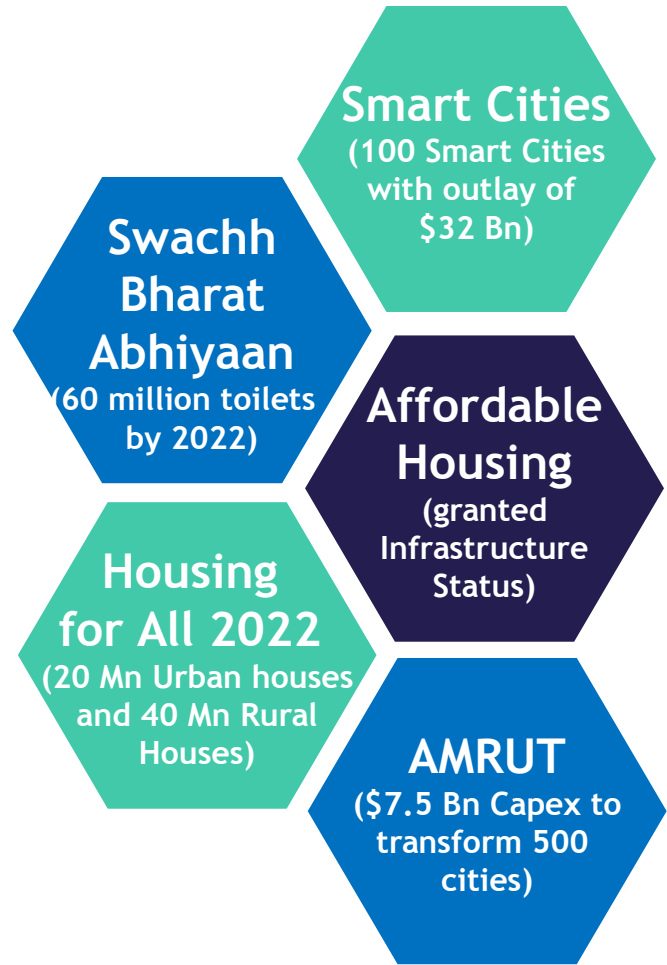 Smart Cities
(100 Smart Cities
with outlay of
$32 Bn)
Swachh
Bharat
Abhiyaan
(60 million toilets
by 2022)
Affordable
Housing
(granted
Infrastructure
Status)
Housing
for All 2022
(20 Mn Urban houses
and 40 Mn Rural
Houses)
AMRUT
($7.5 Bn Capex to
transform 500
cities)